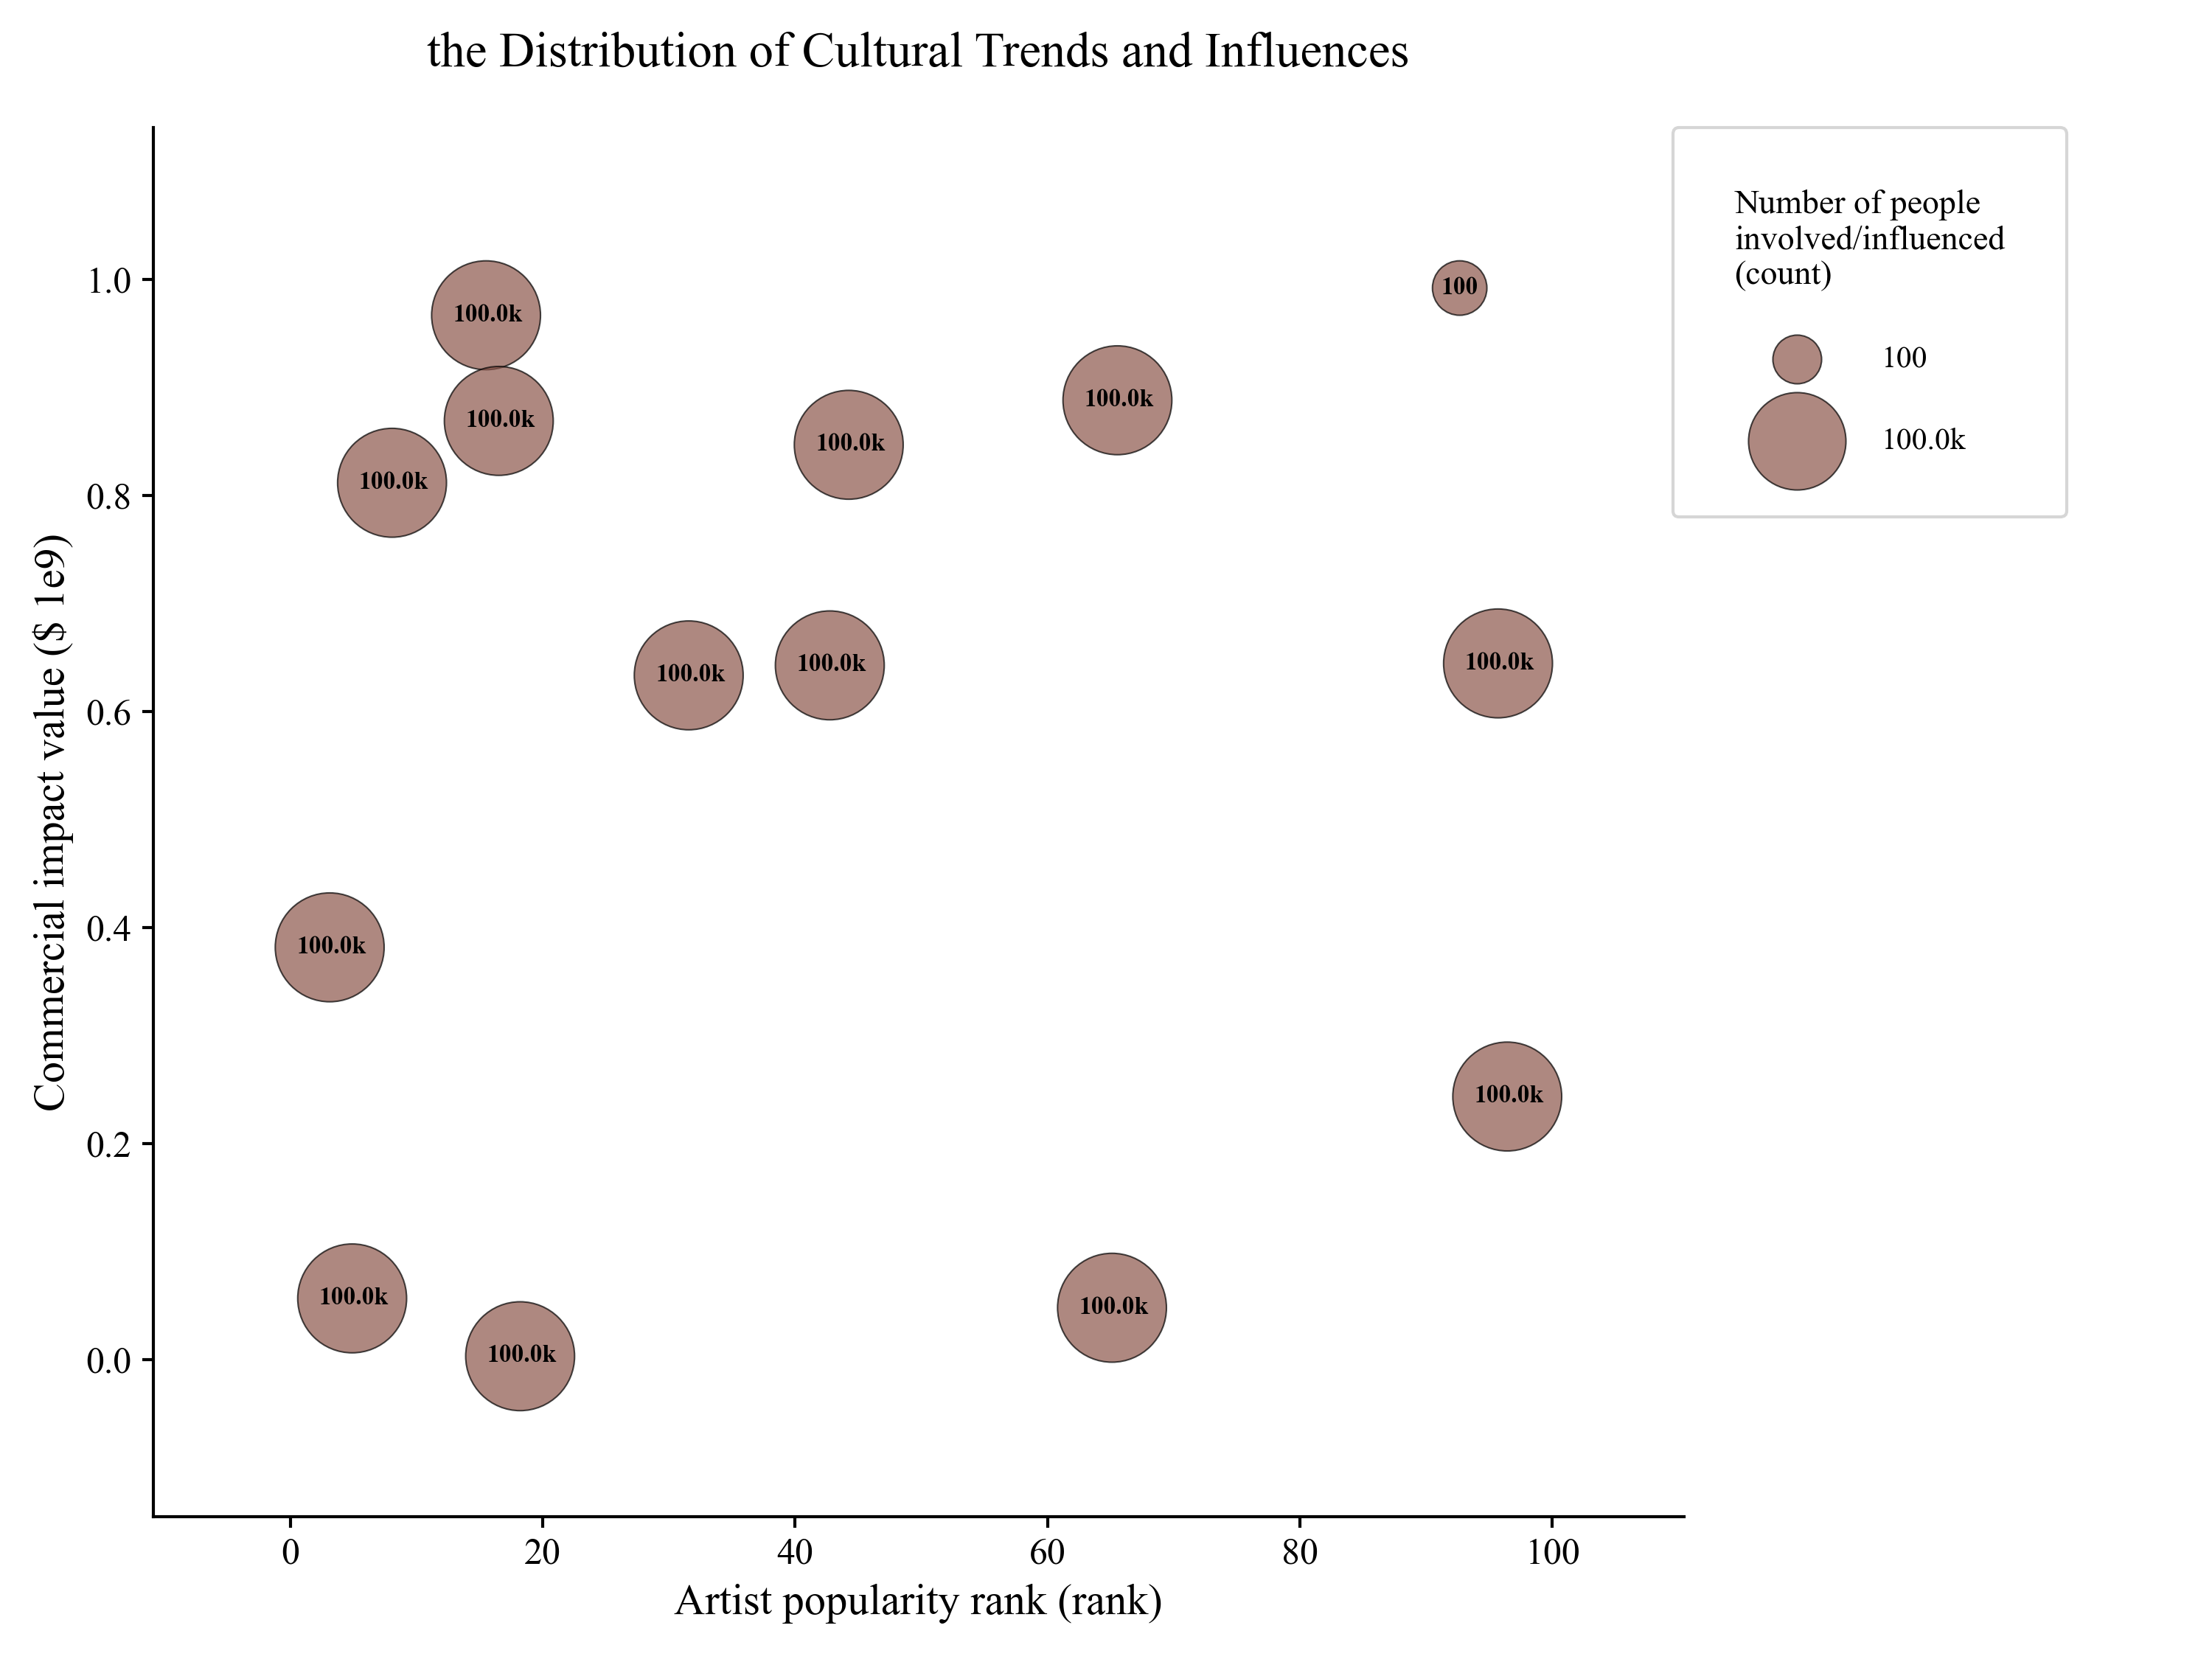 the Distribution of Cultural Trends and Influences
Number of people
involved/influenced
(count)
100
100.0k
Commercial impact value ($ 1e9)
1.0
0.8
0.6
0.4
0.2
0.0
100.0k
100
100.0k
100.0k
100.0k
100.0k
100.0k
100.0k
100.0k
100.0k
100.0k
100.0k
100.0k
100.0k
0
20
40
60
80
100
Artist popularity rank (rank)